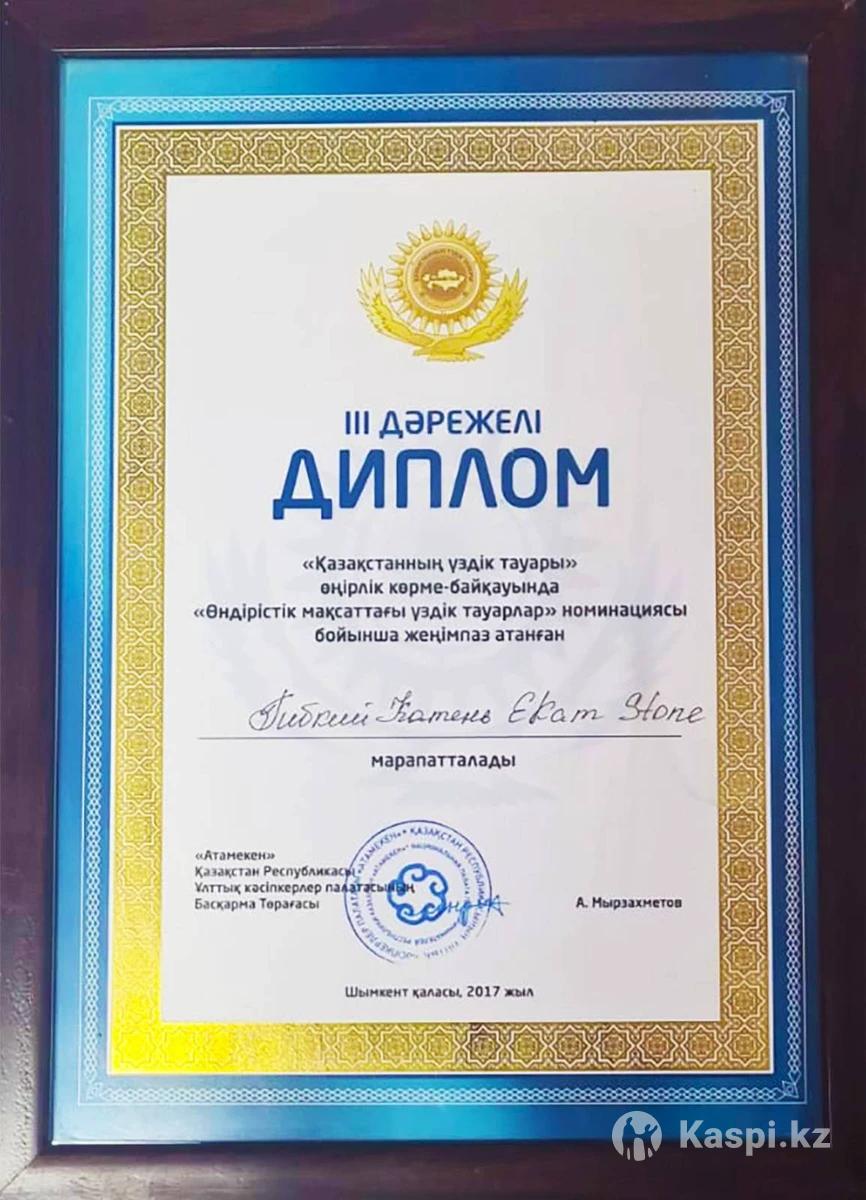 III ДӘРЕЖЕЛІ
ДИПЛОМ
«Қазақстанның үздік тауары»
өңірлік көрме-байқауында
«Өндірістік мақсаттағы үздік тауарлар» номинациясы
бойынша жеңімпаз атанған
Гибкий Камень Екат Stone
марапатталады
«Атамекен»
Қазақстан Республикасы
Ұлттық кәсіпкерлер палатасының
Басқарма Төрағасы
А. Мырзахметов
Шымкент қаласы, 2017 жыл
Kaspi.kz